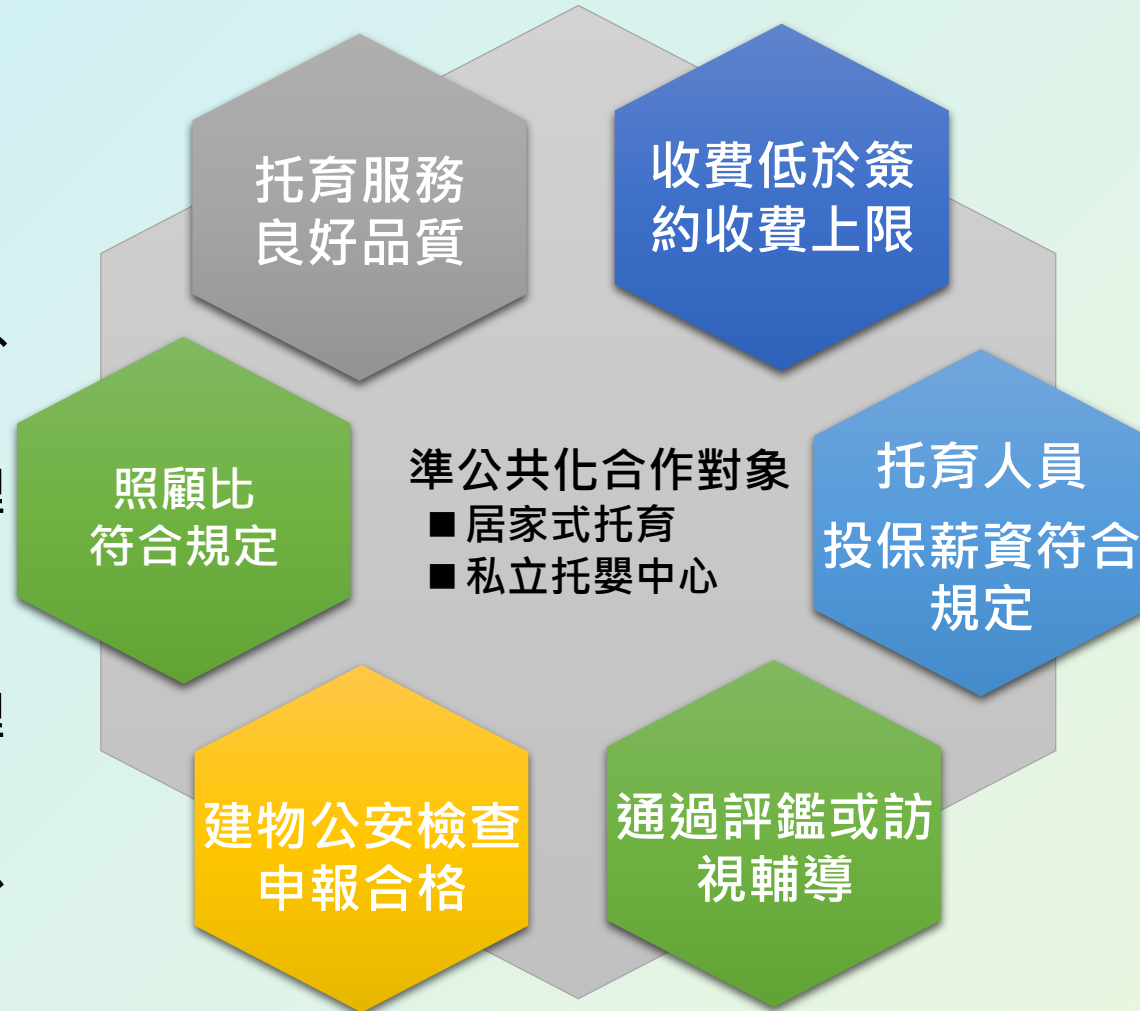 托育服務
良好品質
收費低於簽
約收費上限
照顧比
符合規定
準公共化合作對象
■ 居家式托育
■ 私立托嬰中心
托育人員
投保薪資符合
規定
建物公安檢查
申報合格
通過評鑑或訪
視輔導